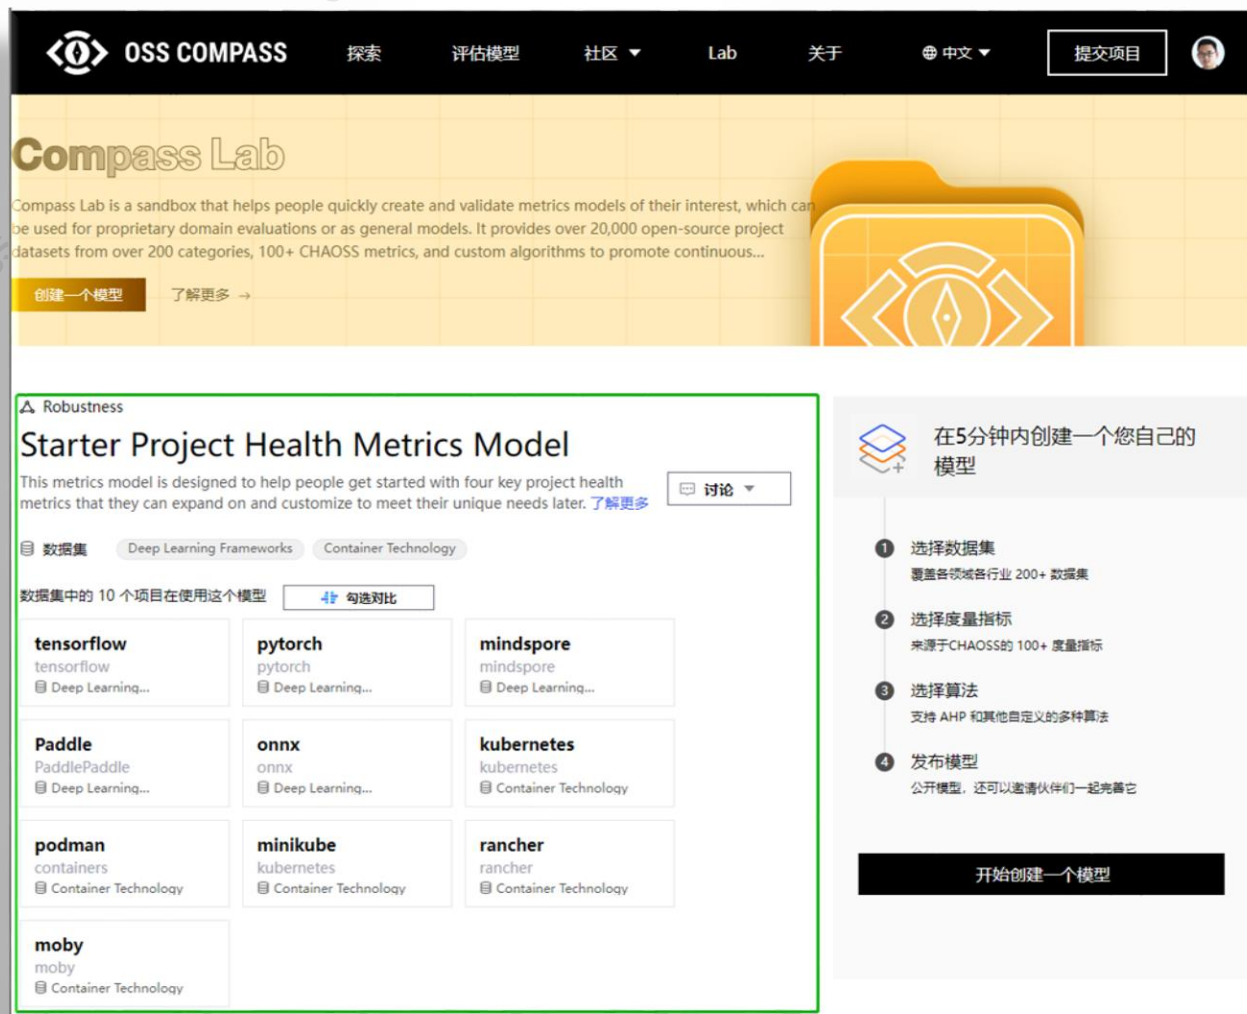 OSS COMPASS 探索 评估模型 社区 Lab 关于 中文 提交项目
Compass Lab
Compass Lab is a sandbox that helps people quickly create and validate metrics models of their interest, which can
be used for proprietary domain evaluations or as general models. It provides over 20,000 open-source project
datasets from over 200 categories, 100+ CHAOSS metrics, and custom algorithms to promote continuous...
创建一个模型 了解更多 →
Robustness
Starter Project Health Metrics Model
This metrics model is designed to help people get started with four key project health
metrics that they can expand on and customize to meet their unique needs later. 了解更多
讨论
数据集 Deep Learning Frameworks Container Technology
数据集中的 10 个项目在使用这个模型 勾选对比
tensorflow pytorch mindspore
tensorflow pytorch mindspore
Deep Learning... Deep Learning... Deep Learning...
Paddle onnx kubernetes
PaddlePaddle onnx kubernetes
Deep Learning... Deep Learning... Container Technology
podman minikube rancher
containers kubernetes rancher
Container Technology Container Technology Container Technology
moby
moby
Container Technology
在5分钟内创建一个您自己的
模型
1 选择数据集
覆盖各领域各行业 200+ 数据集
2 选择度量指标
来源于CHAOSS的 100+ 度量指标
3 选择算法
支持 AHP 和其他自定义的多种算法
4 发布模型
公开模型，还可以邀请伙伴们一起完善它
开始创建一个模型